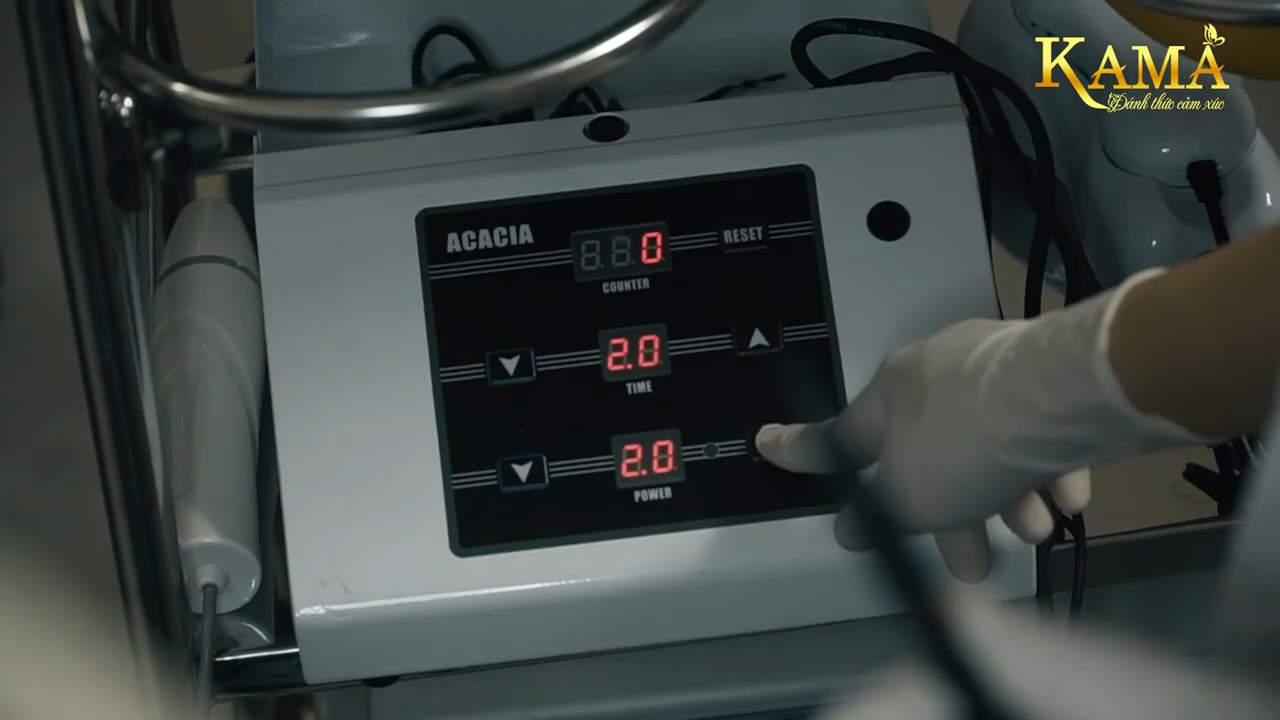 KAMA
Đánh thức cảm xúc
ACACIA
0
RESET
COUNTER
2.0
TIME
2.0
POWER